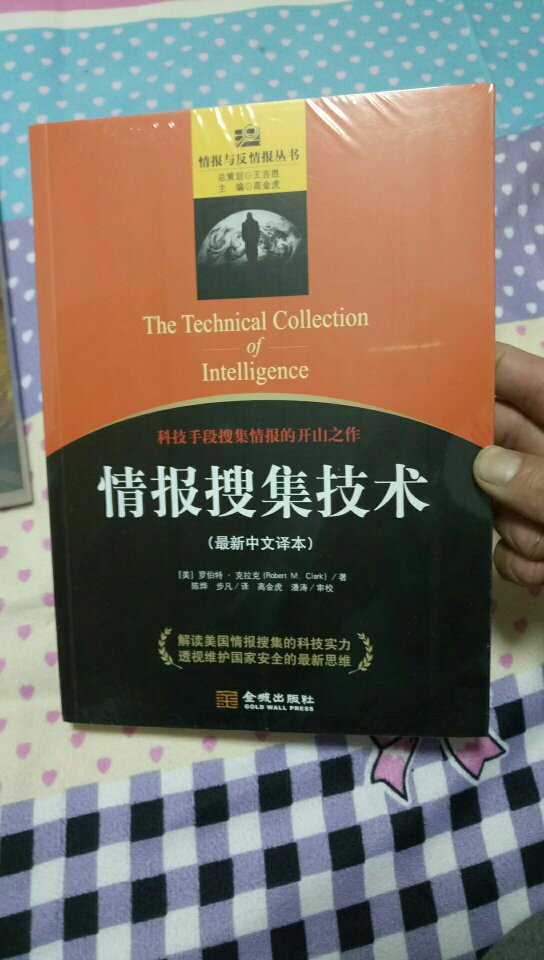 情报与反情报丛书
总策划◇王吉胜
主 编◇高金虎
The Technical Collection
of
Intelligence
科技手段搜集情报的开山之作
情报搜集技术
(最新中文译本)
[美] 罗伯特·克拉克 (Robert M. Clark) / 著
陈烨 步凡 / 译 高金虎 潘涛 / 审校
解读美国情报搜集的科技实力
透视维护国家安全的最新思维
金城出版社
GOLD WALL PRESS